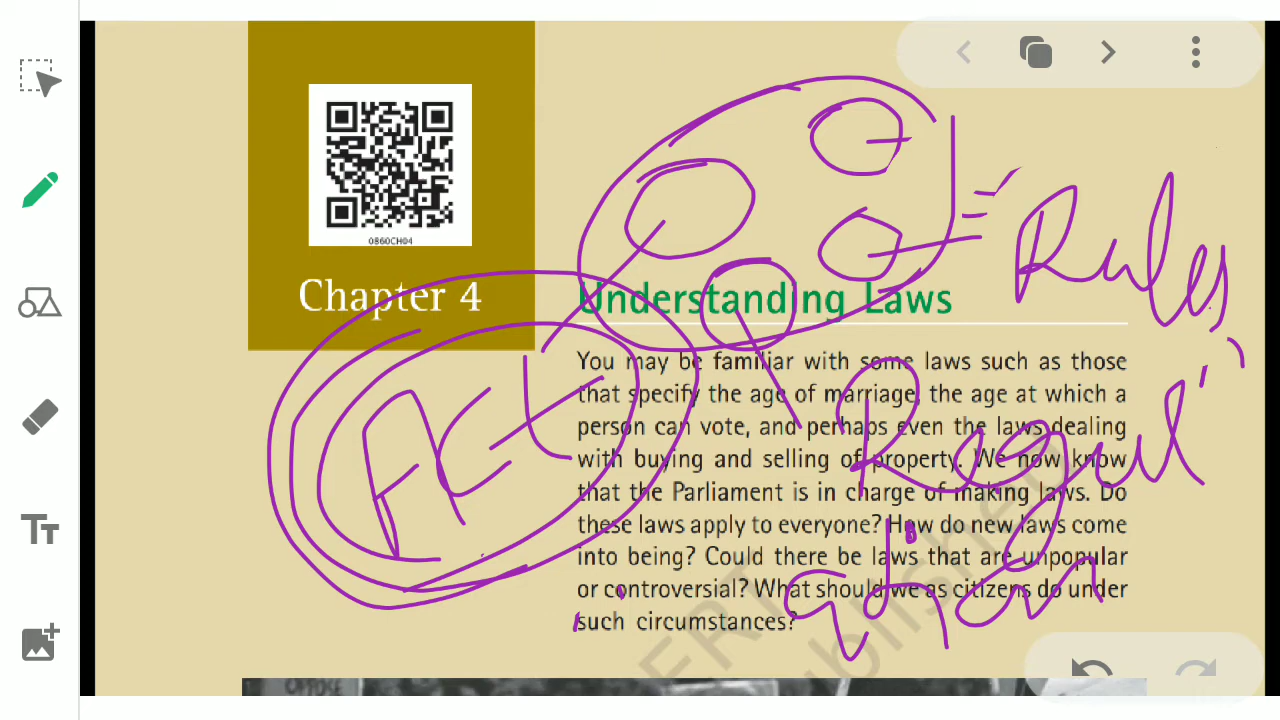 0860CH04
Chapter 4
Understanding Laws
You may be familiar with some laws such as those
that specify the age of marriage, the age at which a
person can vote, and perhaps even the laws dealing
with buying and selling of property. We now know
that the Parliament is in charge of making laws. Do
these laws apply to everyone? How do new laws come
into being? Could there be laws that are unpopular
or controversial? What should we as citizens do under
such circumstances?
Rules
Regul
ation
Tt
OPPOSE